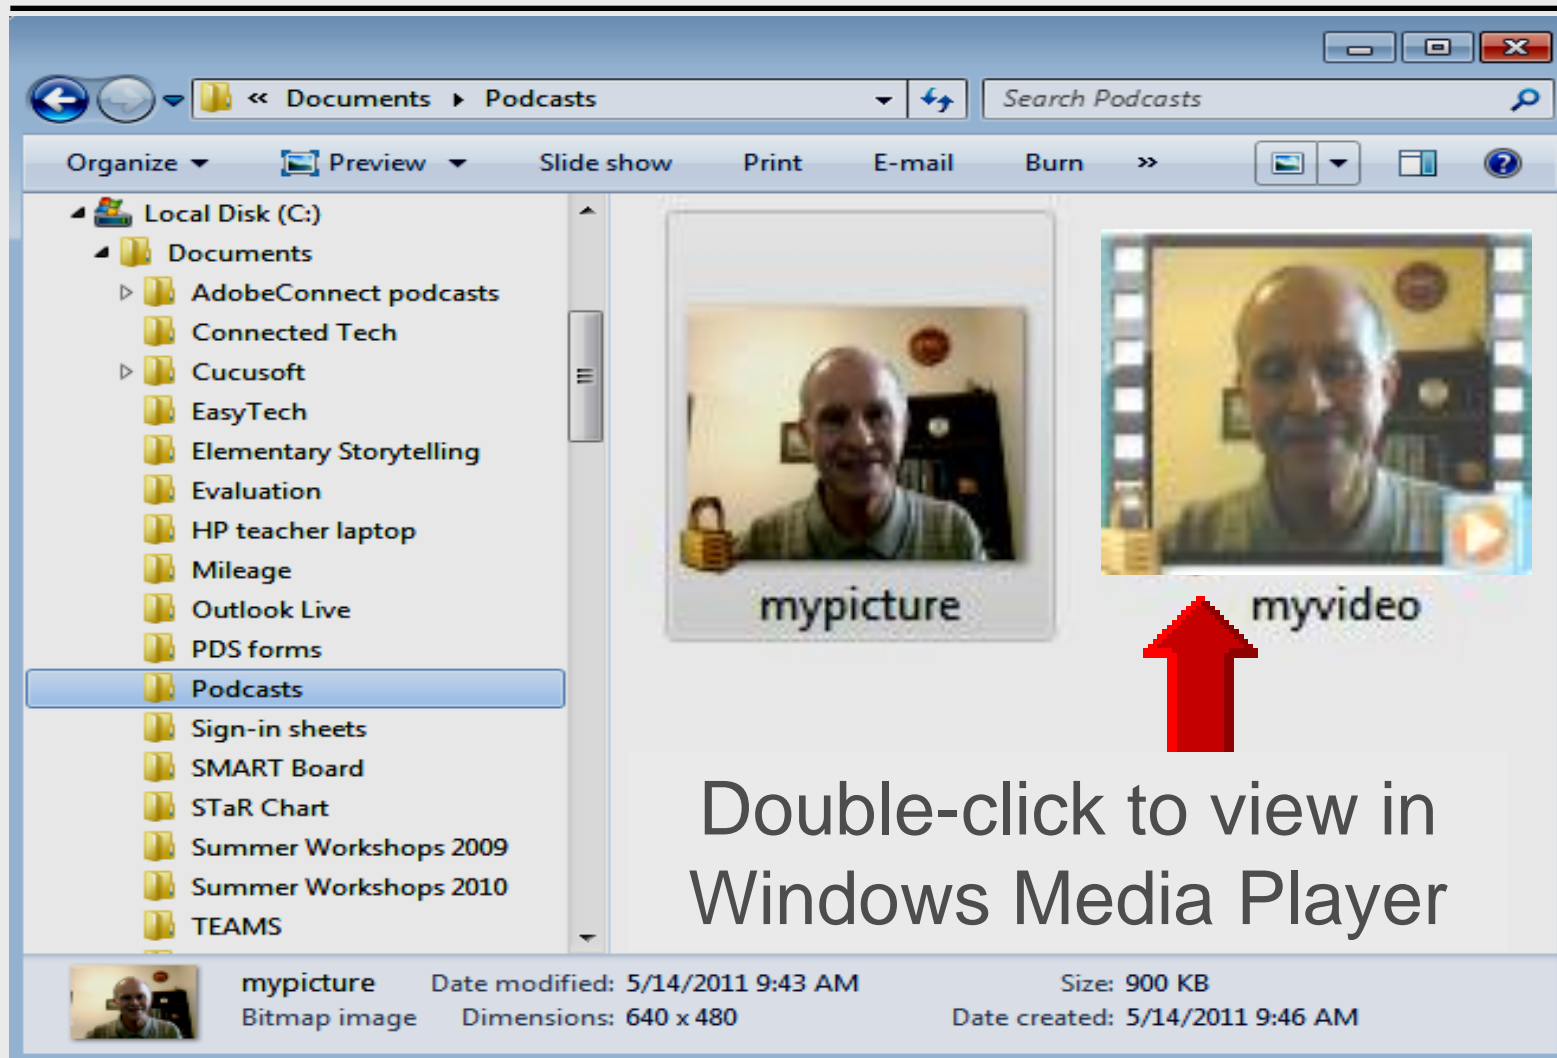 « Documents Podcasts
Search Podcasts
Organize Preview Slide show Print E-mail Burn »
Local Disk (C:)
Documents
AdobeConnect podcasts
Connected Tech
Cucusoft
EasyTech
Elementary Storytelling
Evaluation
HP teacher laptop
Mileage
Outlook Live
PDS forms
Podcasts
Sign-in sheets
SMART Board
STaR Chart
Summer Workshops 2009
Summer Workshops 2010
TEAMS
mypicture
myvideo
Double-click to view in
Windows Media Player
mypicture Date modified: 5/14/2011 9:43 AM Size: 900 KB
Bitmap image Dimensions: 640 x 480 Date created: 5/14/2011 9:46 AM